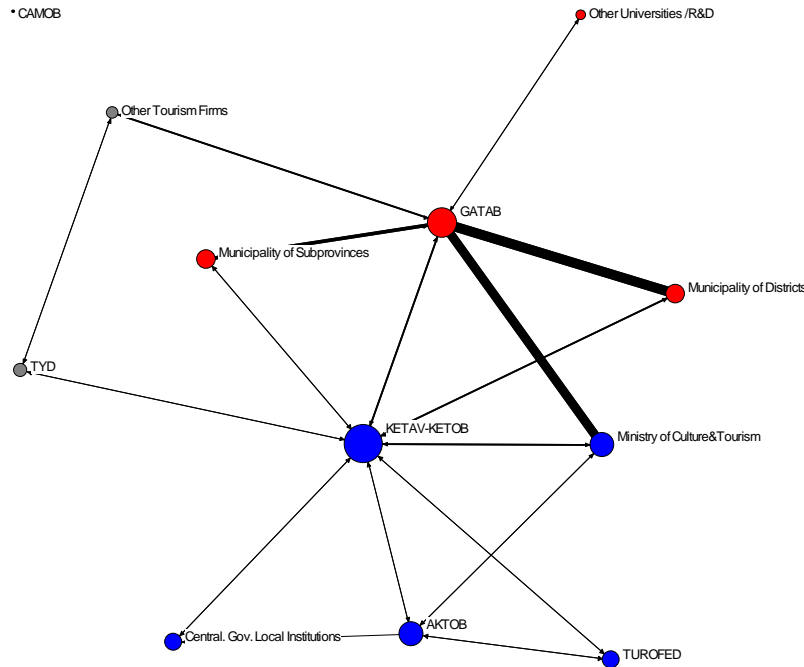 CAMOB
Other Universities /R&D
Other Tourism Firms
GATAB
Municipality of Subprovinces
Municipality of Districts
TYD
KETAV-KETOB
Ministry of Culture&Tourism
AKTOB
Central. Gov. Local Institutions
TUROFED